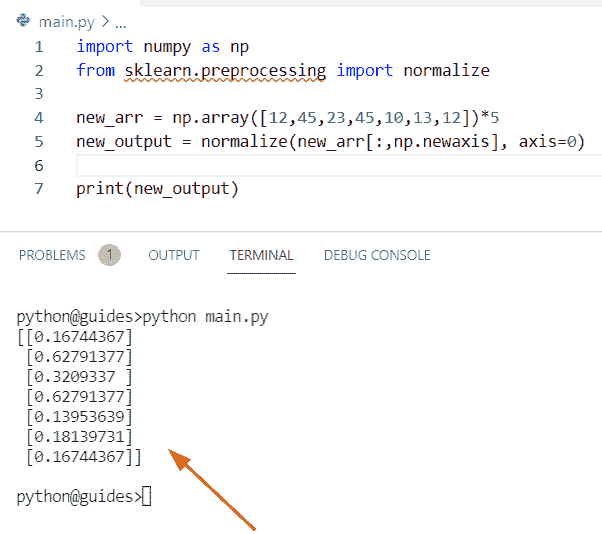 main.py > ...
1 import numpy as np
2 from sklearn.preprocessing import normalize
3
4 new_arr = np.array([12,45,23,45,10,13,12])*5
5 new_output = normalize(new_arr[:,np.newaxis], axis=0)
6
7 print(new_output)
PROBLEMS 1 OUTPUT TERMINAL DEBUG CONSOLE
python@guides>python main.py
[[0.16744367]
 [0.62791377]
 [0.3209337 ]
 [0.62791377]
 [0.13953639]
 [0.18139731]
 [0.16744367]]
python@guides>